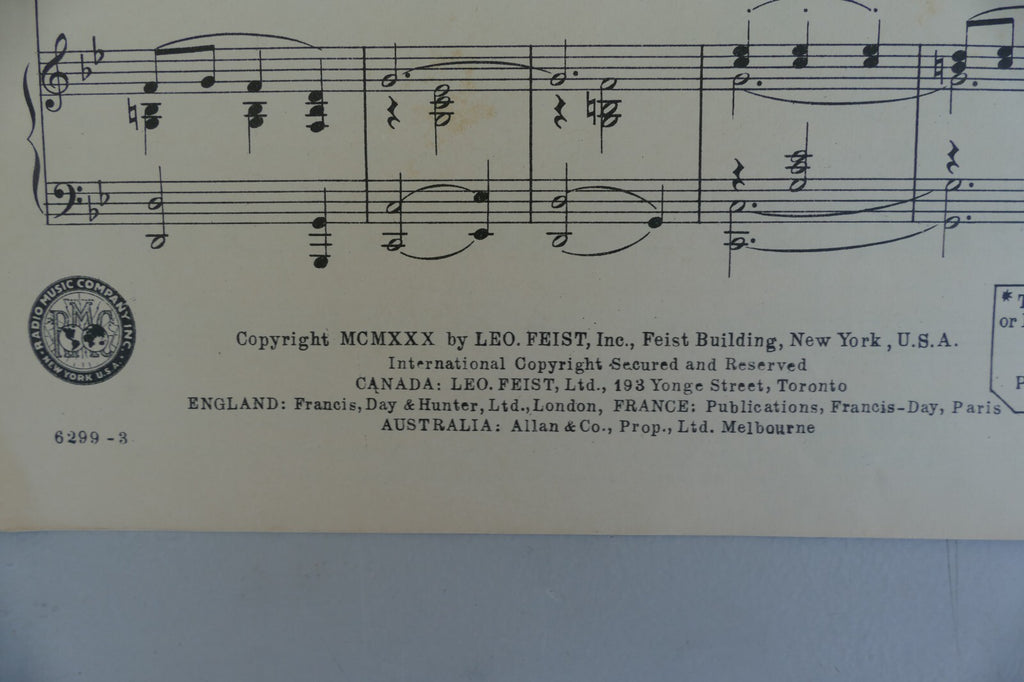 RADIO MUSIC COMPANY INC.
RMC
NEW YORK U.S.A.
Copyright MCMXXX by LEO. FEIST, Inc., Feist Building, New York, U.S.A.
International Copyright Secured and Reserved
CANADA: LEO. FEIST, Ltd., 193 Yonge Street, Toronto
ENGLAND: Francis, Day & Hunter, Ltd., London, FRANCE: Publications, Francis-Day, Paris
AUSTRALIA: Allan & Co., Prop., Ltd. Melbourne
6299-3
* T
or
P